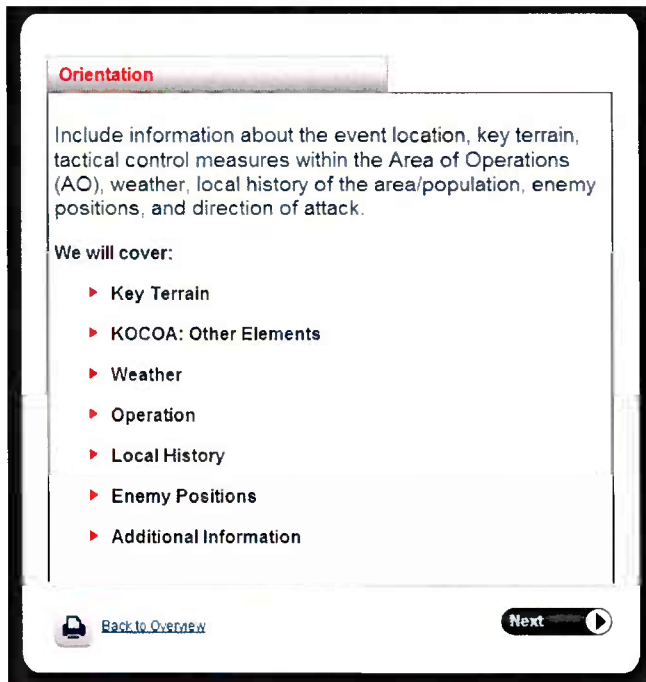 Orientation
Include information about the event location, key terrain,
tactical control measures within the Area of Operations
(AO), weather, local history of the area/population, enemy
positions, and direction of attack.
We will cover:
Key Terrain
KOCOA: Other Elements
Weather
Operation
Local History
Enemy Positions
Additional Information
Back to Overview
Next